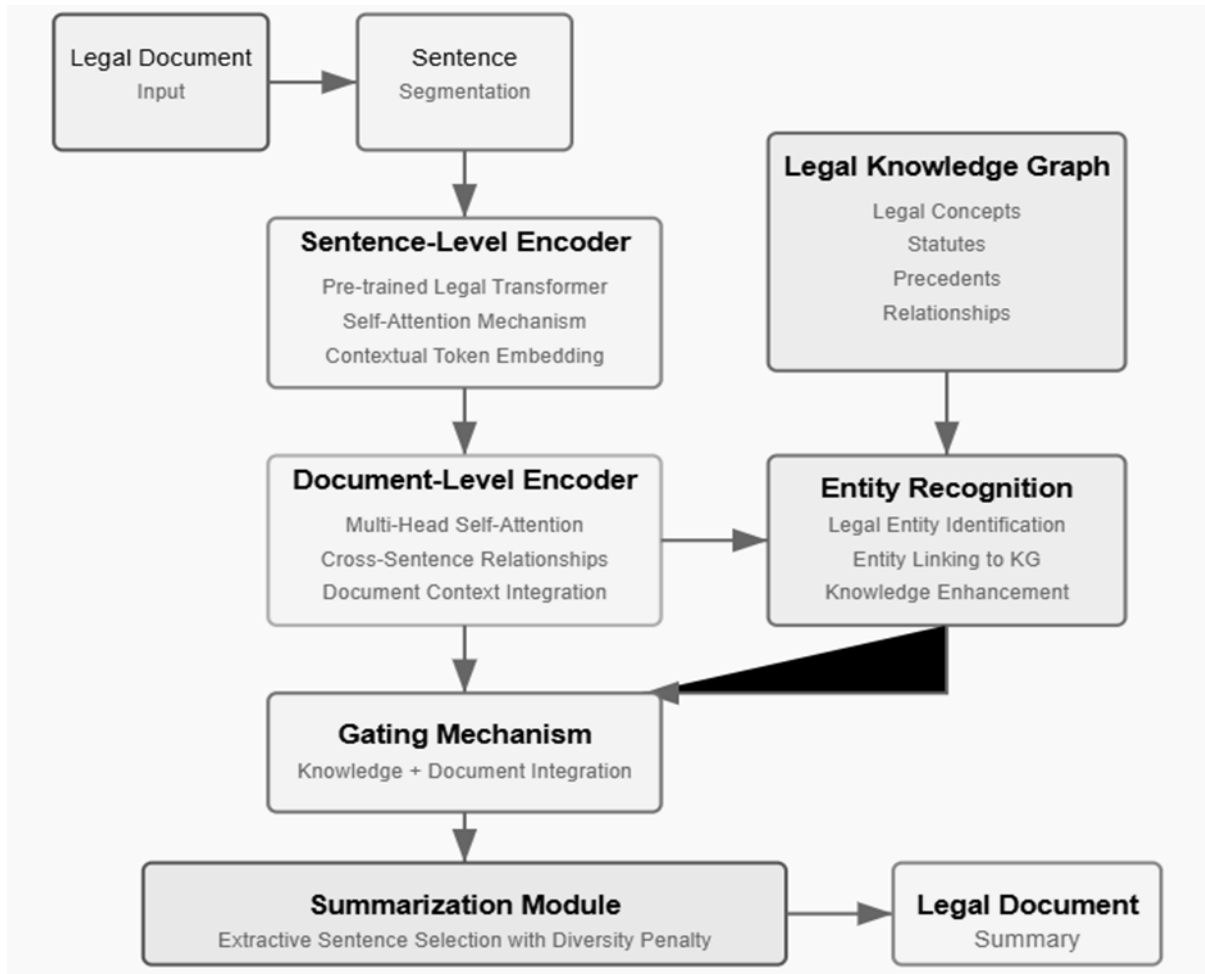 Legal Document
Input
Sentence
Segmentation
Legal Knowledge Graph
Legal Concepts
Statutes
Precedents
Relationships
Sentence-Level Encoder
Pre-trained Legal Transformer
Self-Attention Mechanism
Contextual Token Embedding
Document-Level Encoder
Multi-Head Self-Attention
Cross-Sentence Relationships
Document Context Integration
Entity Recognition
Legal Entity Identification
Entity Linking to KG
Knowledge Enhancement
Gating Mechanism
Knowledge + Document Integration
Summarization Module
Extractive Sentence Selection with Diversity Penalty
Legal Document
Summary